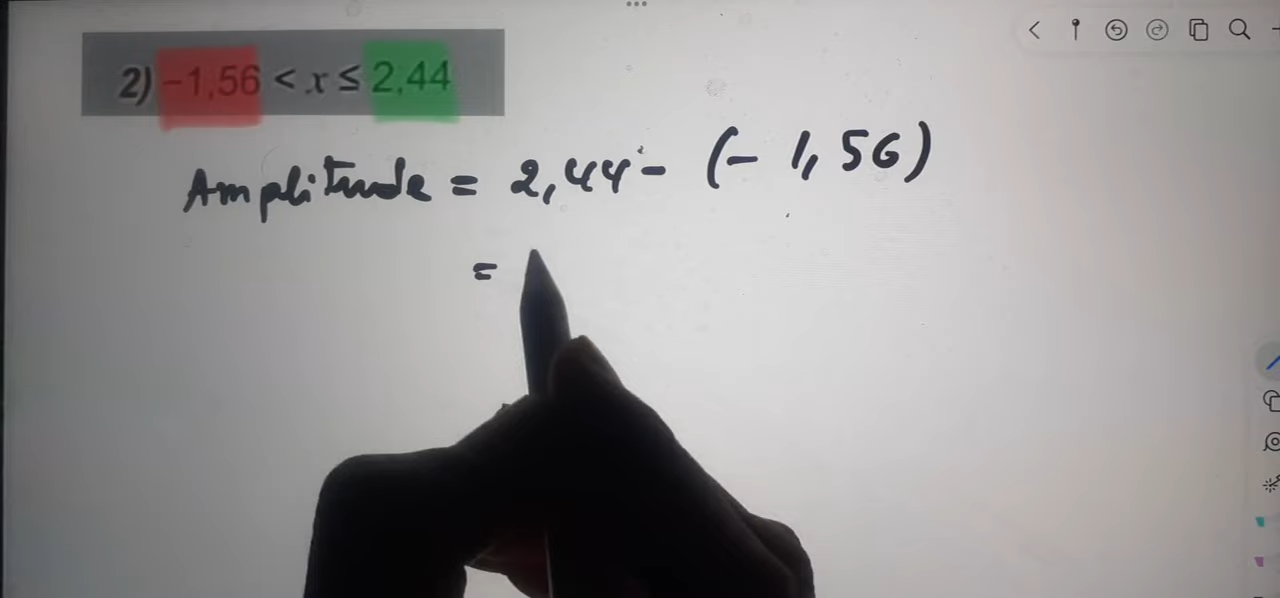 2) −1,56 < x ≤ 2,44
Amplitude = 2,44 - (- 1, 56)
=